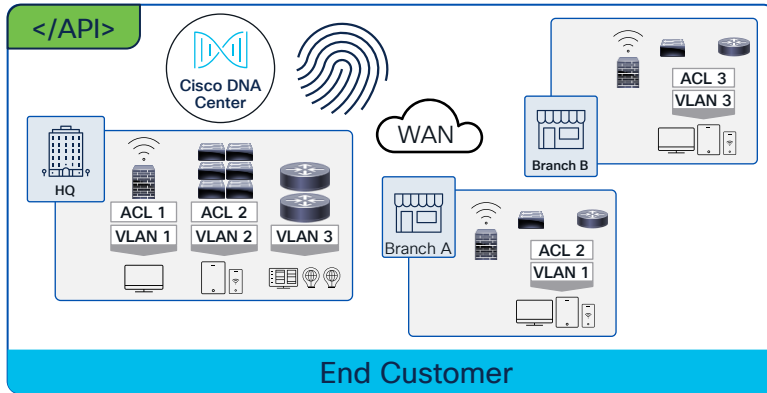 </API>
Cisco DNA
Center
WAN
HQ
ACL 1
ACL 2
VLAN 1
VLAN 2
VLAN 3
Branch A
ACL 2
VLAN 1
Branch B
ACL 3
VLAN 3
End Customer